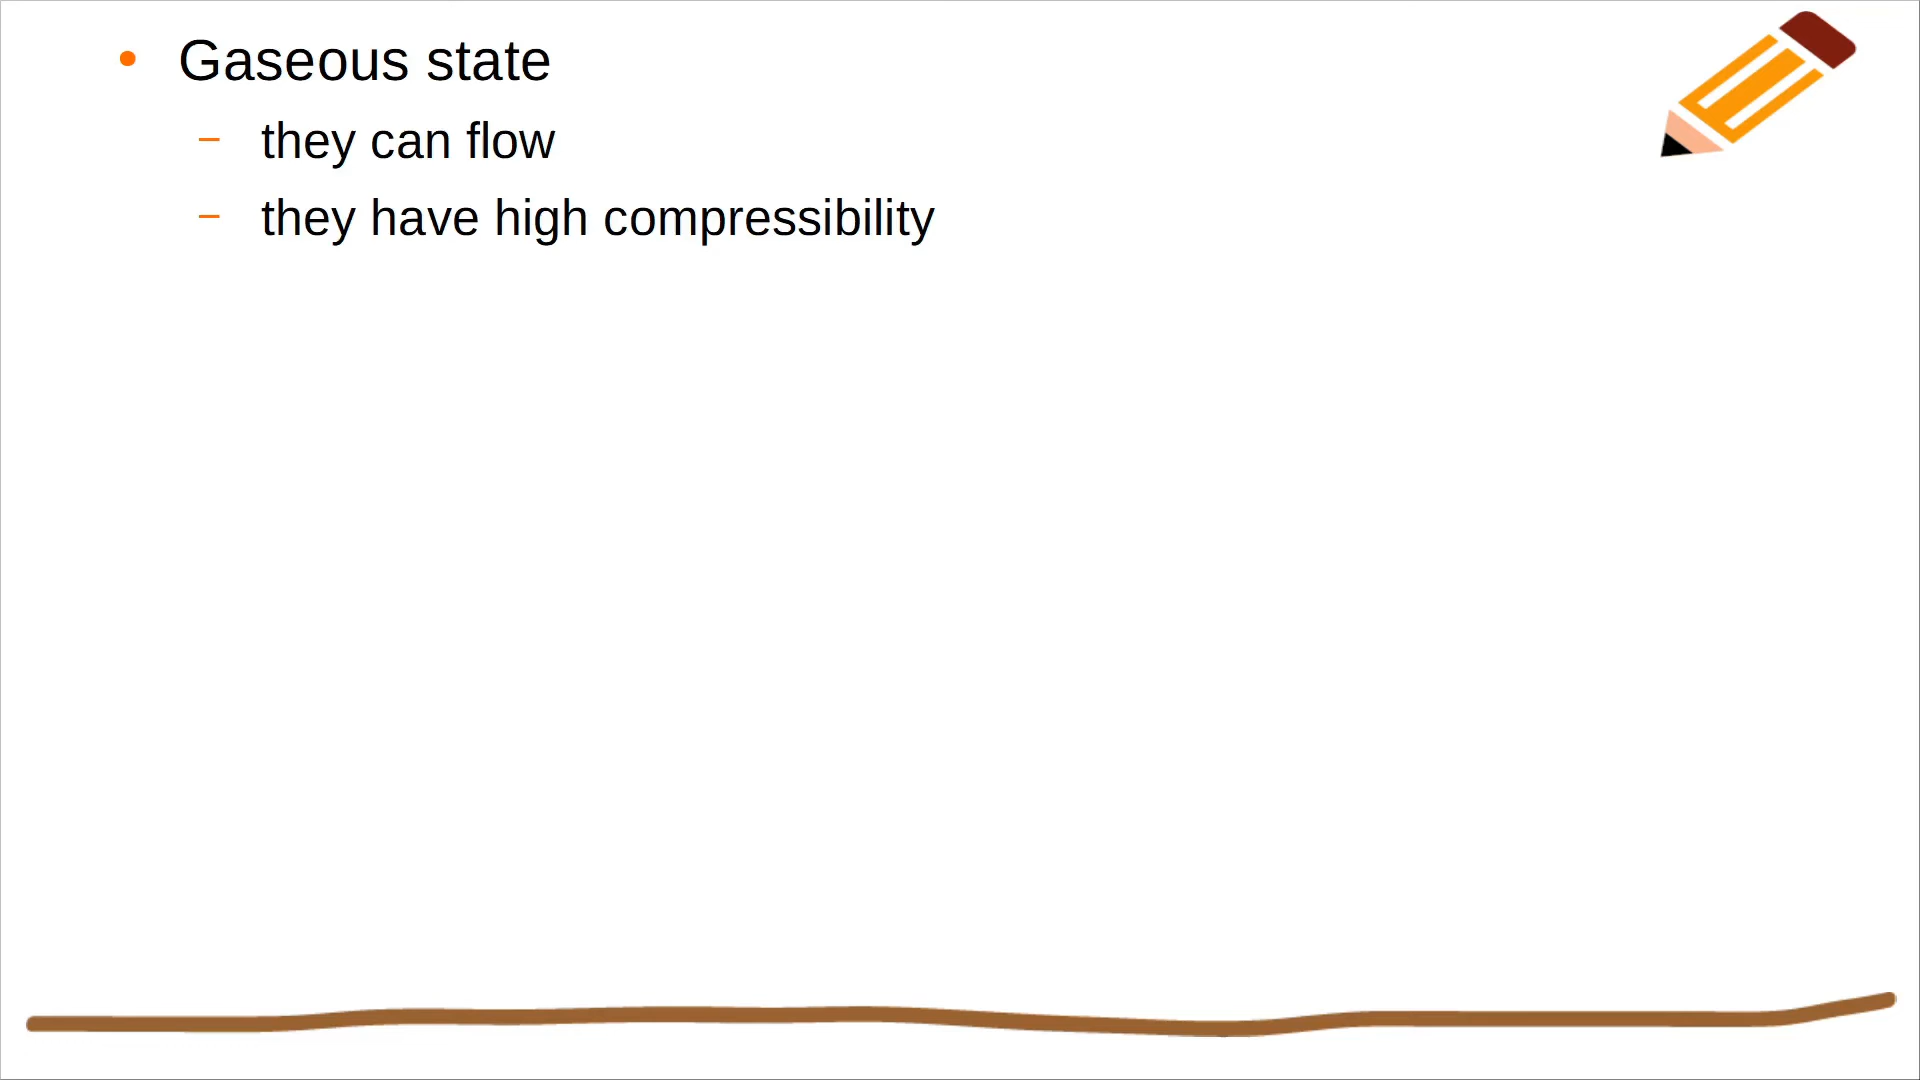 • Gaseous state
– they can flow
– they have high compressibility